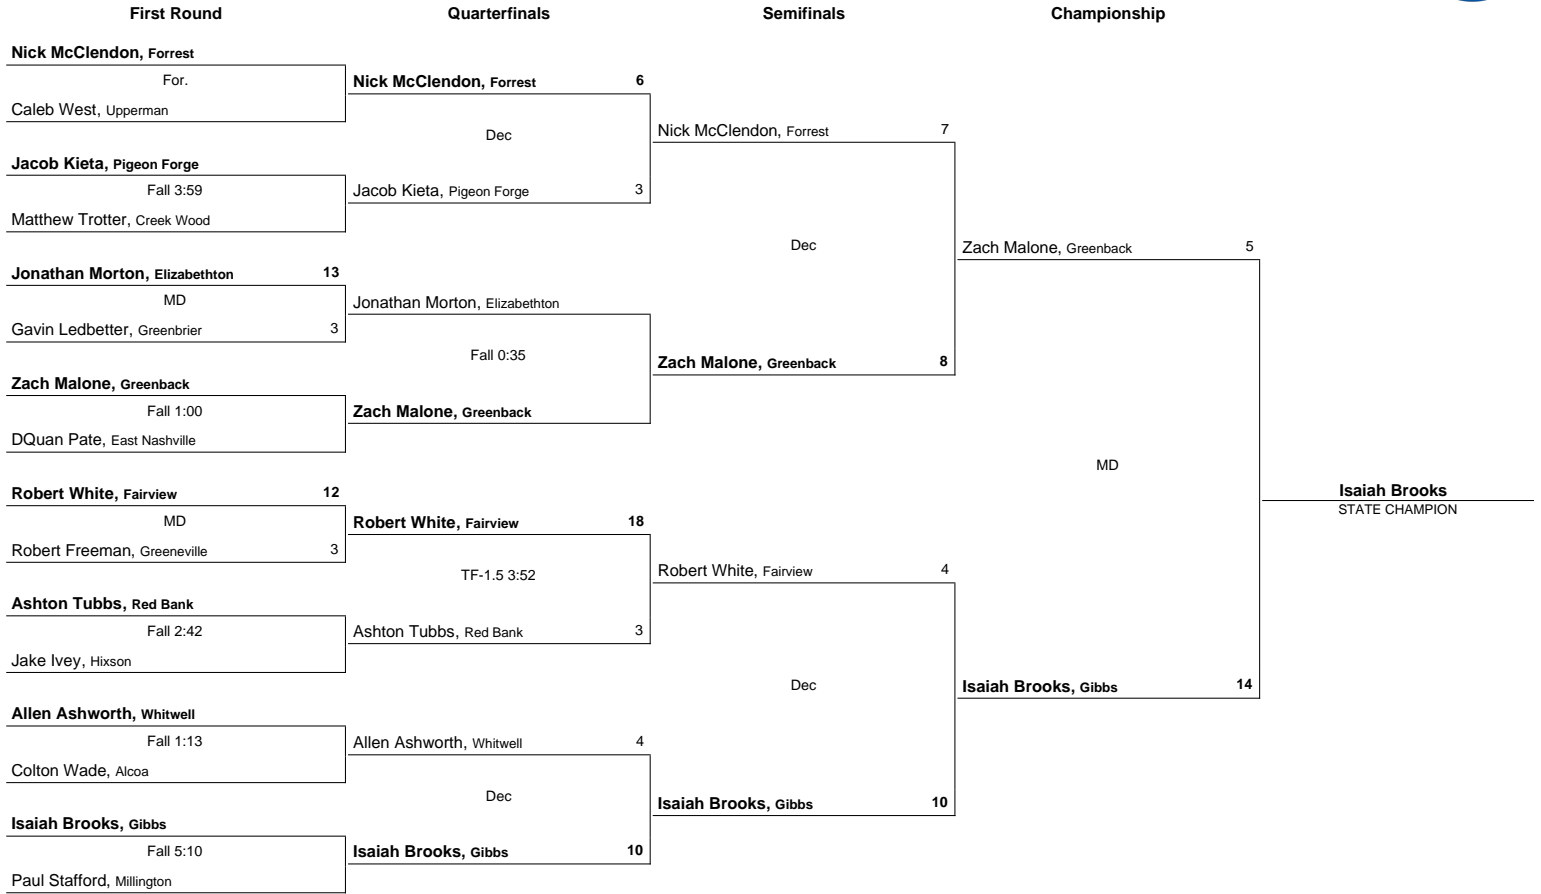 First Round Quarterfinals Semifinals Championship
Nick McClendon, Forrest
For.
Caleb West, Upperman
Jacob Kieta, Pigeon Forge
Fall 3:59
Matthew Trotter, Creek Wood
Jonathan Morton, Elizabethton 13
MD
Gavin Ledbetter, Greenbrier 3
Zach Malone, Greenback
Fall 1:00
DQuan Pate, East Nashville
Robert White, Fairview 12
MD
Robert Freeman, Greeneville 3
Ashton Tubbs, Red Bank
Fall 2:42
Jake Ivey, Hixson
Allen Ashworth, Whitwell
Fall 1:13
Colton Wade, Alcoa
Isaiah Brooks, Gibbs
Fall 5:10
Paul Stafford, Millington
Nick McClendon, Forrest 6
Dec
Jacob Kieta, Pigeon Forge 3
Jonathan Morton, Elizabethton
Fall 0:35
Zach Malone, Greenback
Robert White, Fairview 18
TF-1.5 3:52
Ashton Tubbs, Red Bank 3
Allen Ashworth, Whitwell 4
Dec
Isaiah Brooks, Gibbs 10
Nick McClendon, Forrest 7
Dec
Zach Malone, Greenback 8
Robert White, Fairview 4
Dec
Isaiah Brooks, Gibbs 10
Zach Malone, Greenback 5
MD
Isaiah Brooks, Gibbs 14
Isaiah Brooks
STATE CHAMPION